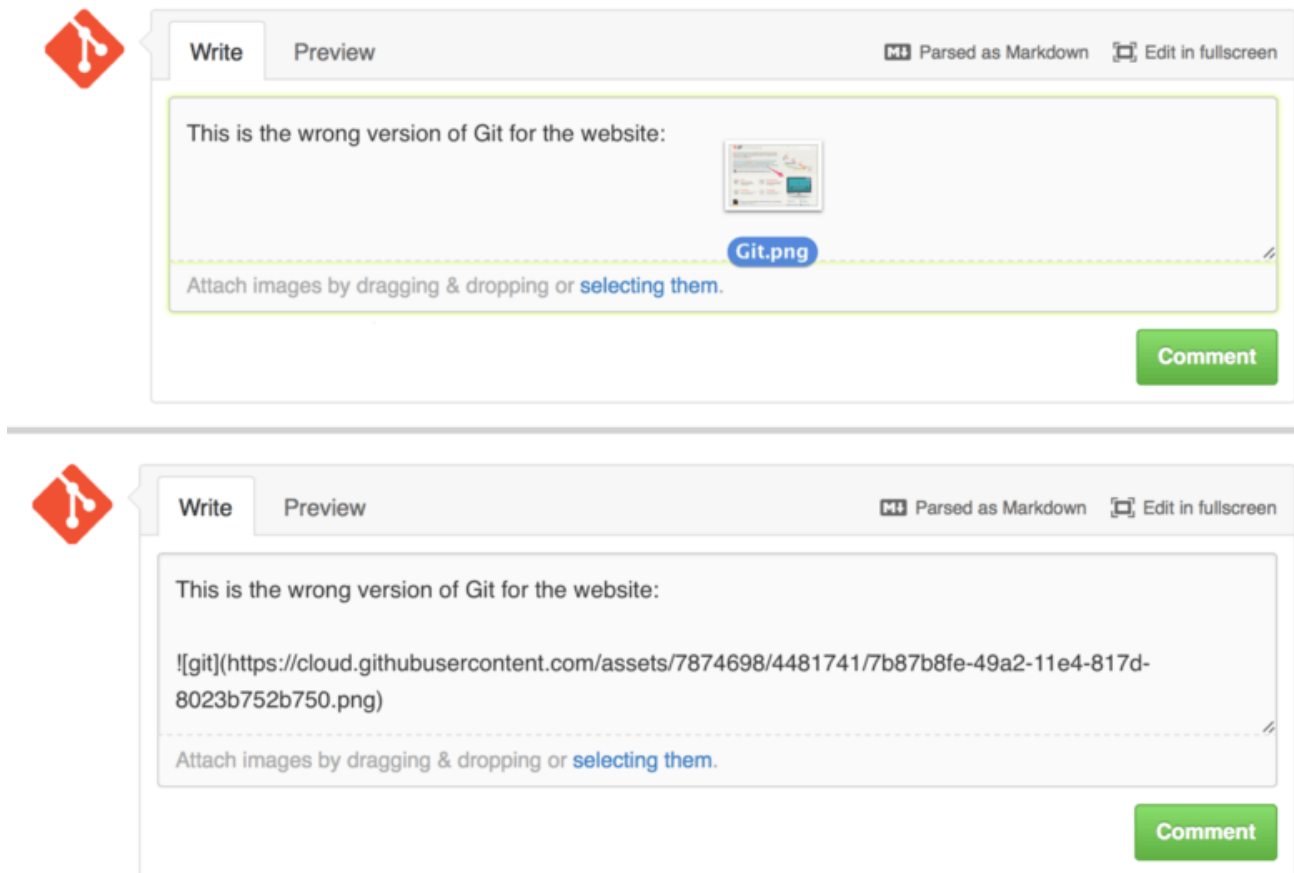 Write Preview Parsed as Markdown Edit in fullscreen
This is the wrong version of Git for the website:
Git.png
Attach images by dragging & dropping or selecting them.
Comment
Write Preview Parsed as Markdown Edit in fullscreen
This is the wrong version of Git for the website:
![git](https://cloud.githubusercontent.com/assets/7874698/4481741/7b87b8fe-49a2-11e4-817d-
8023b752b750.png)
Attach images by dragging & dropping or selecting them.
Comment